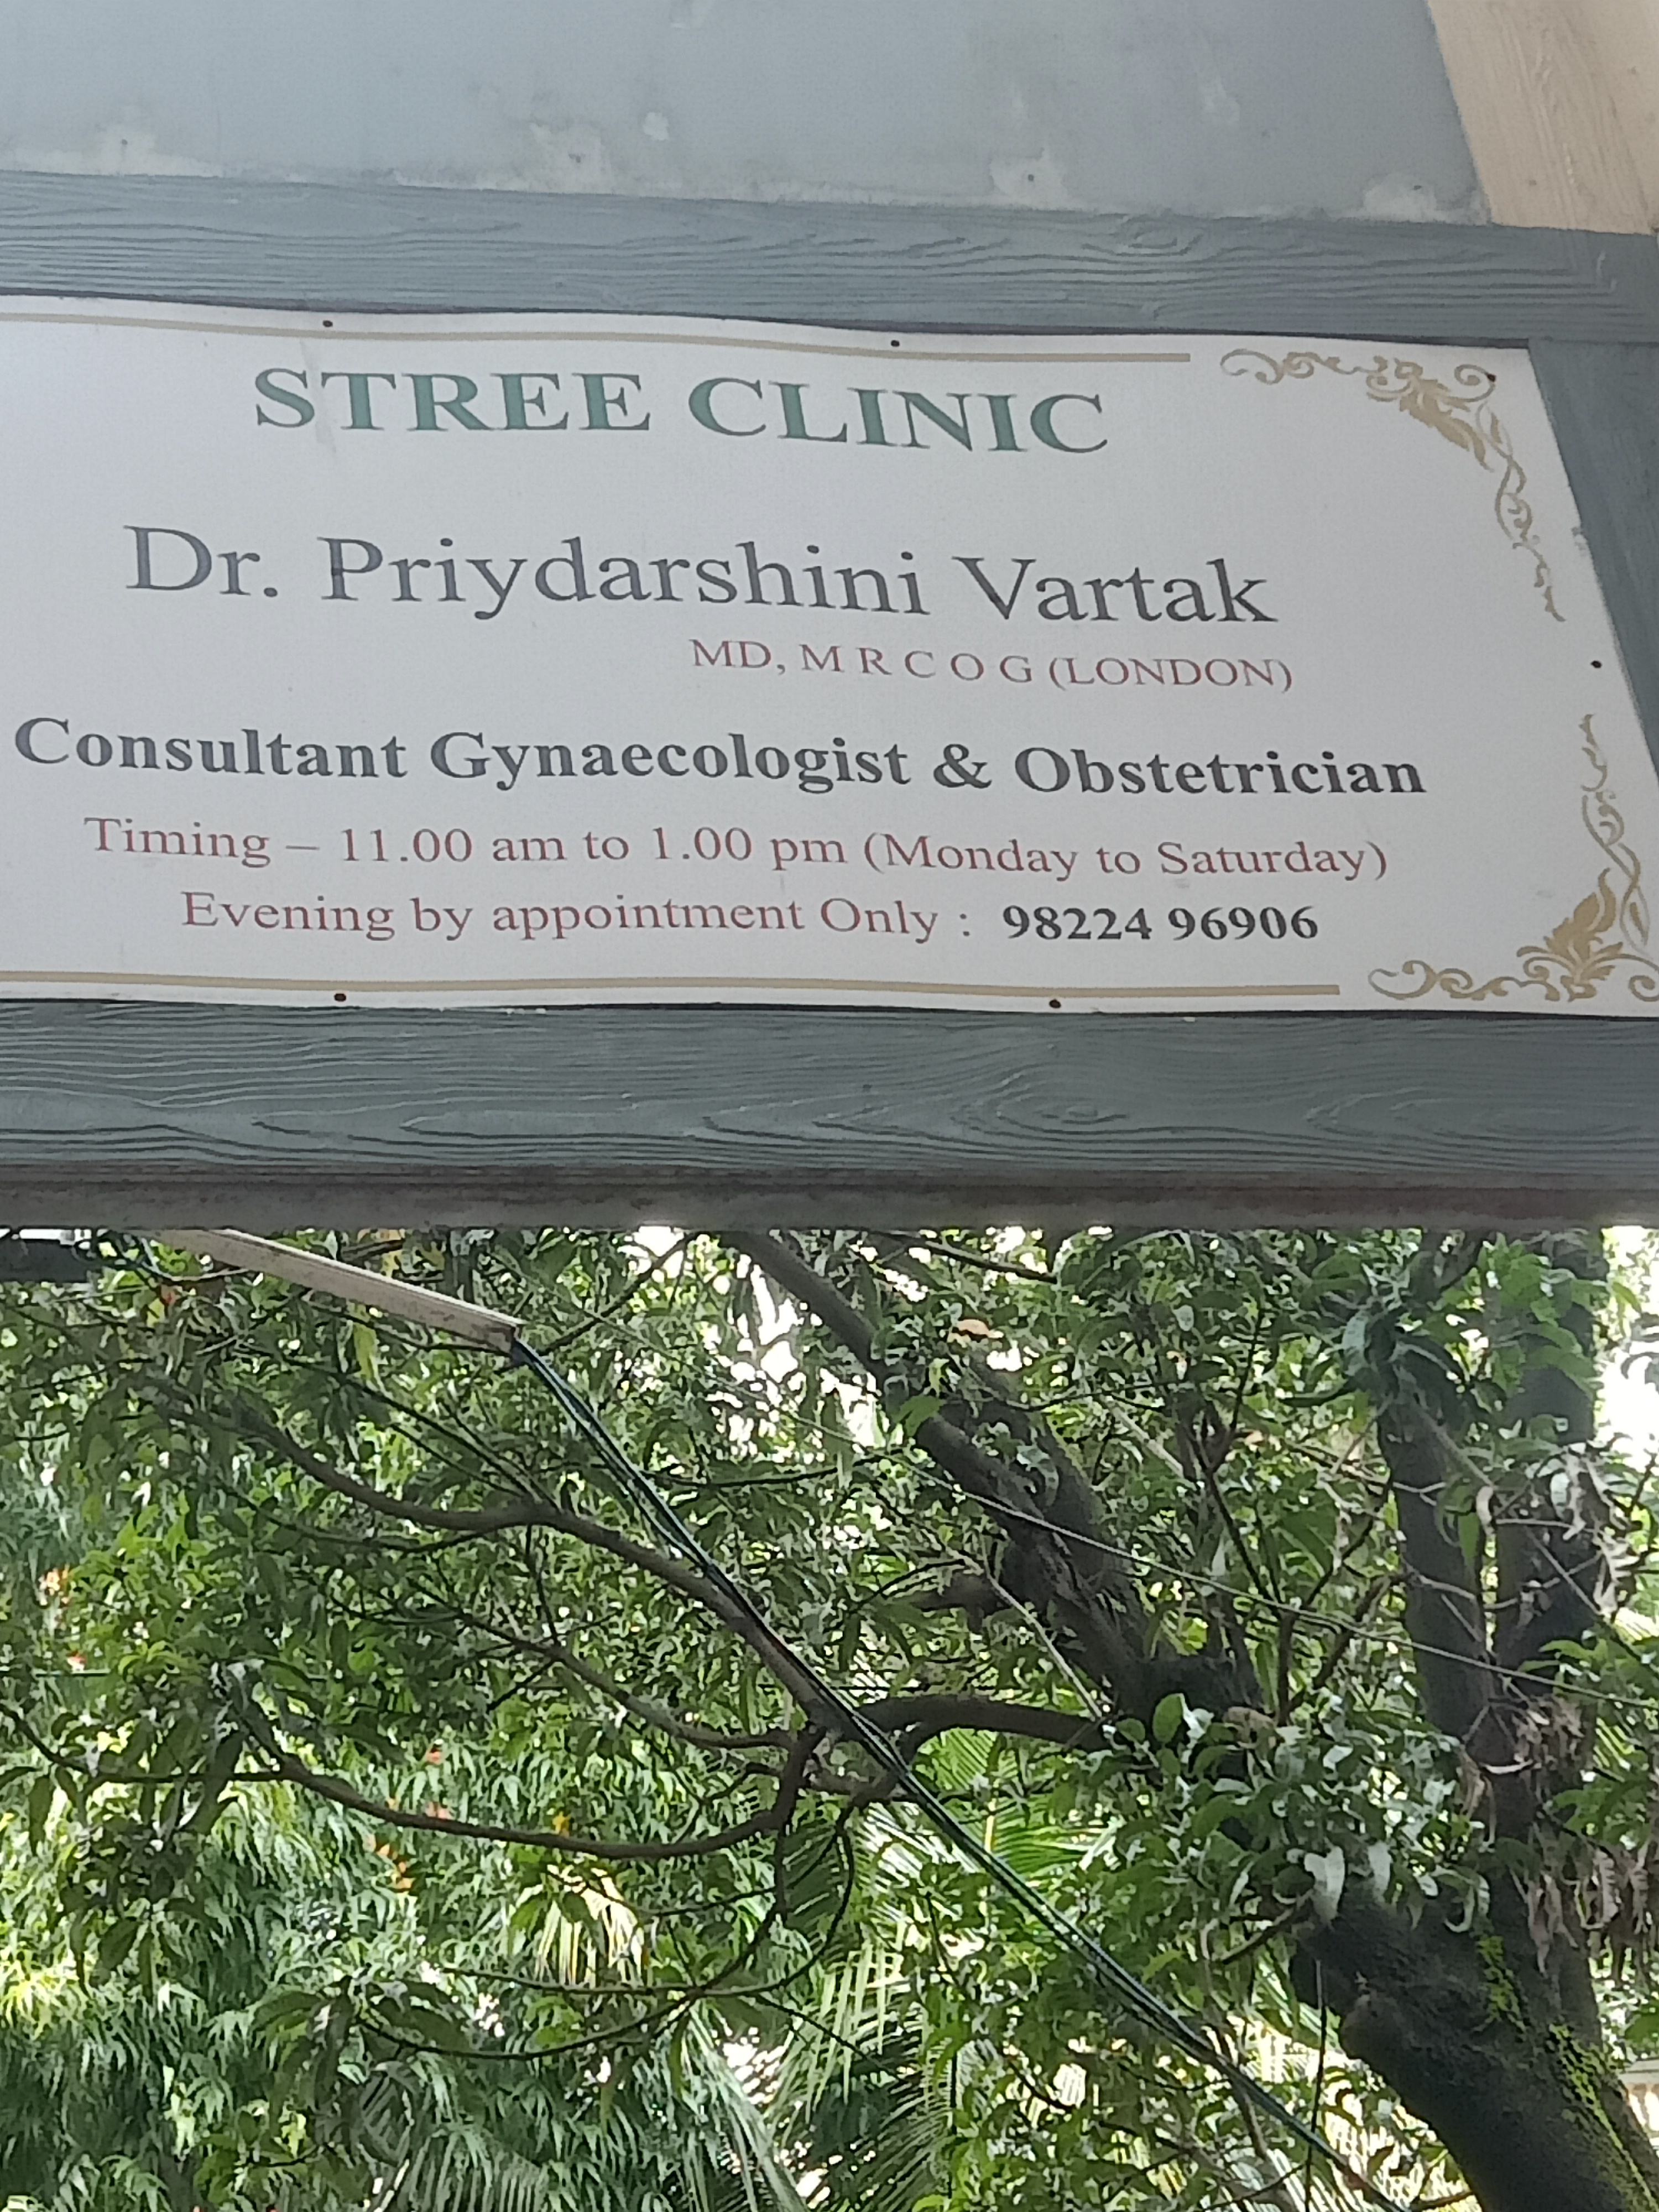 STREE CLINIC
Dr. Priydarshini Vartak
MD, M R C O G (LONDON)
Consultant Gynaecologist & Obstetrician
Timing – 11.00 am to 1.00 pm (Monday to Saturday)
Evening by appointment Only : 98224 96906